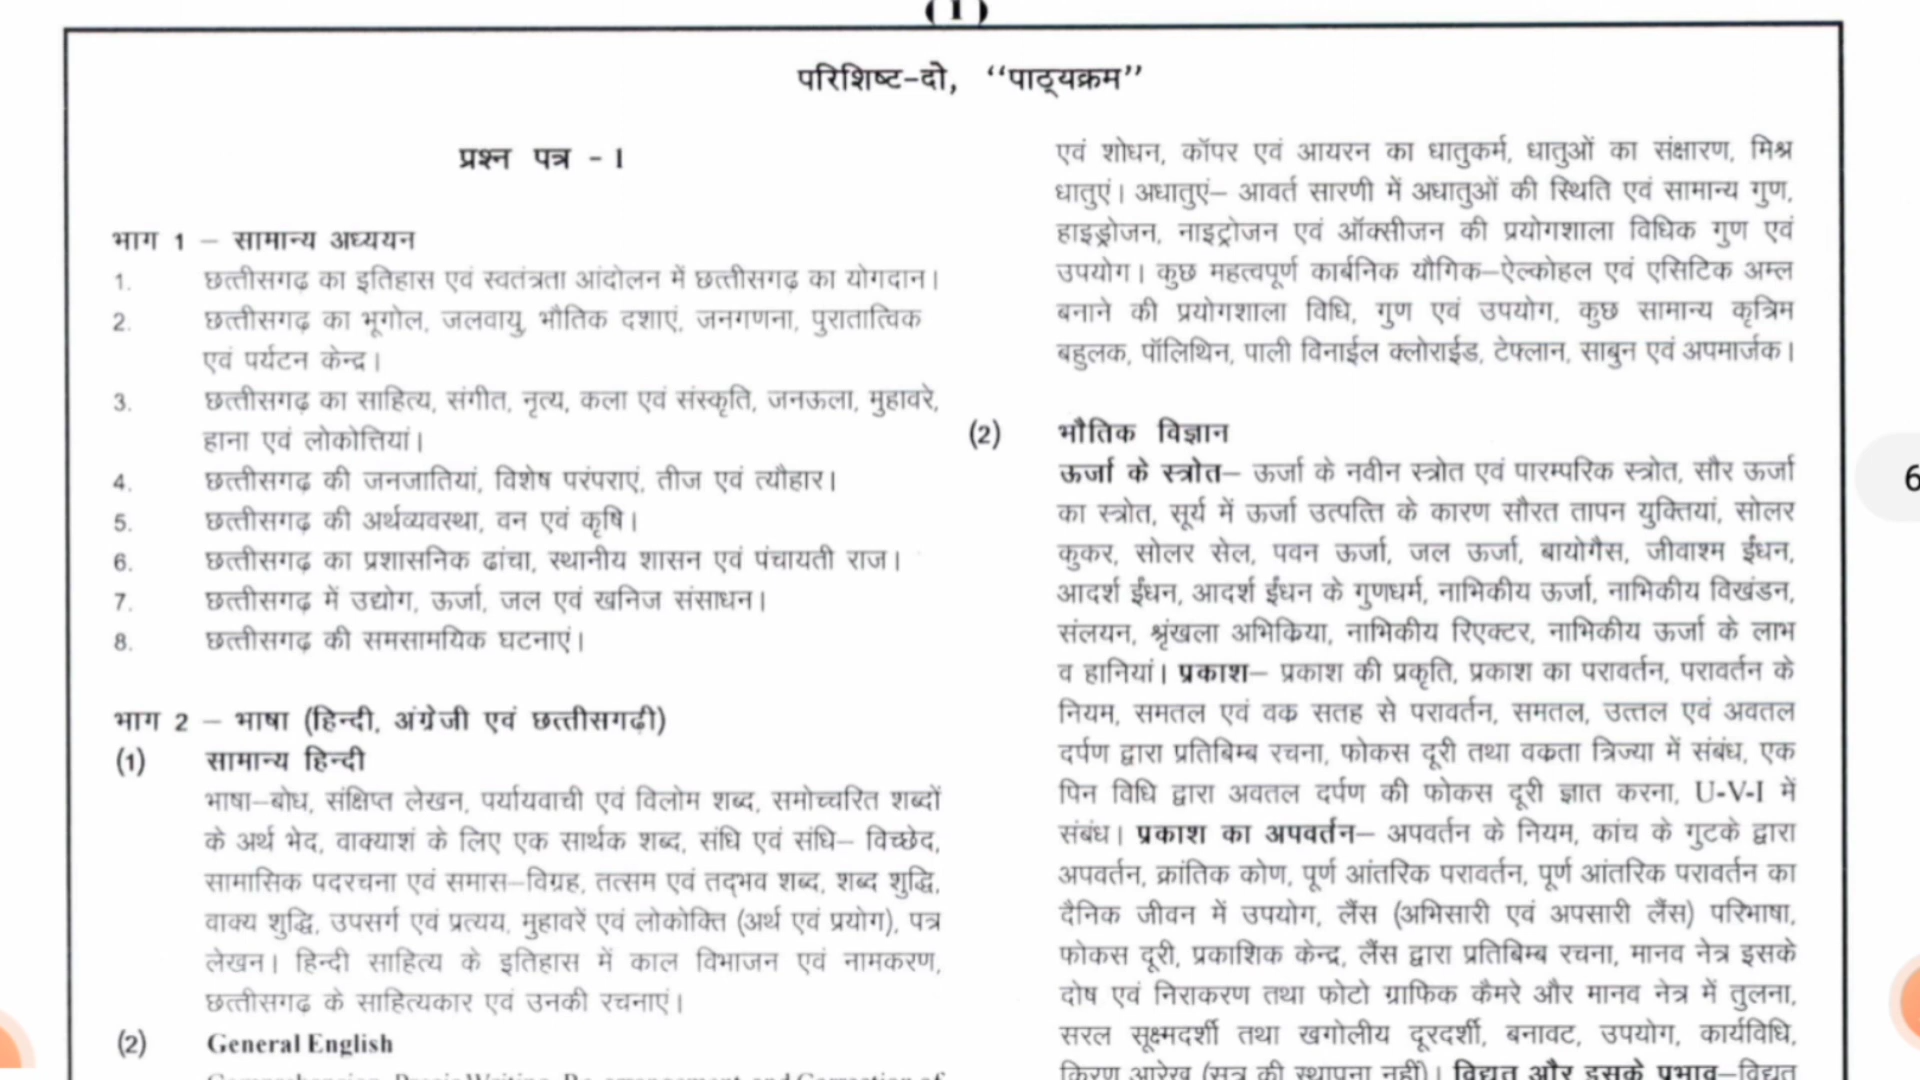 (1)
परिशिष्ट-दो, ‘‘पाठ्यक्रम’’
प्रश्न पत्र - I
भाग 1 – सामान्य अध्ययन
1. छत्तीसगढ़ का इतिहास एवं स्वतंत्रता आंदोलन में छत्तीसगढ़ का योगदान।
2. छत्तीसगढ़ का भूगोल, जलवायु, भौतिक दशाएं, जनगणना, पुरातात्विक
एवं पर्यटन केन्द्र।
3. छत्तीसगढ़ का साहित्य, संगीत, नृत्य, कला एवं संस्कृति, जनऊला, मुहावरे,
हाना एवं लोकोत्तियां।
4. छत्तीसगढ़ की जनजातियां, विशेष परंपराएं, तीज एवं त्यौहार।
5. छत्तीसगढ़ की अर्थव्यवस्था, वन एवं कृषि।
6. छत्तीसगढ़ का प्रशासनिक ढांचा, स्थानीय शासन एवं पंचायती राज।
7. छत्तीसगढ़ में उद्योग, ऊर्जा, जल एवं खनिज संसाधन।
8. छत्तीसगढ़ की समसामयिक घटनाएं।
भाग 2 – भाषा (हिन्दी, अंग्रेजी एवं छत्तीसगढ़ी)
(1) सामान्य हिन्दी
भाषा–बोध, संक्षिप्त लेखन, पर्यायवाची एवं विलोम शब्द, समोच्चरित शब्दों
के अर्थ भेद, वाक्याशं के लिए एक सार्थक शब्द, संधि एवं संधि– विच्छेद,
सामासिक पदरचना एवं समास–विग्रह, तत्सम एवं तद्भव शब्द, शब्द शुद्धि,
वाक्य शुद्धि, उपसर्ग एवं प्रत्यय, मुहावरें एवं लोकोक्ति (अर्थ एवं प्रयोग), पत्र
लेखन। हिन्दी साहित्य के इतिहास में काल विभाजन एवं नामकरण,
छत्तीसगढ़ के साहित्यकार एवं उनकी रचनाएं।
(2) General English
एवं शोधन, कॉपर एवं आयरन का धातुकर्म, धातुओं का संक्षारण, मिश्र
धातुएं। अधातुएं– आवर्त सारणी में अधातुओं की स्थिति एवं सामान्य गुण,
हाइड्रोजन, नाइट्रोजन एवं ऑक्सीजन की प्रयोगशाला विधिक गुण एवं
उपयोग। कुछ महत्वपूर्ण कार्बनिक यौगिक–ऐल्कोहल एवं एसिटिक अम्ल
बनाने की प्रयोगशाला विधि, गुण एवं उपयोग, कुछ सामान्य कृत्रिम
बहुलक, पॉलिथिन, पाली विनाईल क्लोराईड, टेफ्लान, साबुन एवं अपमार्जक।
(2) भौतिक विज्ञान
ऊर्जा के स्त्रोत– ऊर्जा के नवीन स्त्रोत एवं पारम्परिक स्त्रोत, सौर ऊर्जा
का स्त्रोत, सूर्य में ऊर्जा उत्पत्ति के कारण सौरत तापन युक्तियां, सोलर
कुकर, सोलर सेल, पवन ऊर्जा, जल ऊर्जा, बायोगैस, जीवाश्म ईंधन,
आदर्श ईंधन, आदर्श ईंधन के गुणधर्म, नाभिकीय ऊर्जा, नाभिकीय विखंडन,
संलयन, श्रृंखला अभिकिया, नाभिकीय रिएक्टर, नाभिकीय ऊर्जा के लाभ
व हानियां। प्रकाश– प्रकाश की प्रकृति, प्रकाश का परावर्तन, परावर्तन के
नियम, समतल एवं वक सतह से परावर्तन, समतल, उत्तल एवं अवतल
दर्पण द्वारा प्रतिबिम्ब रचना, फोकस दूरी तथा वकता त्रिज्या में संबंध, एक
पिन विधि द्वारा अवतल दर्पण की फोकस दूरी ज्ञात करना, U-V-I में
संबंध। प्रकाश का अपवर्तन– अपवर्तन के नियम, कांच के गुटके द्वारा
अपवर्तन, क्रांतिक कोण, पूर्ण आंतरिक परावर्तन, पूर्ण आंतरिक परावर्तन का
दैनिक जीवन में उपयोग, लैंस (अभिसारी एवं अपसारी लैंस) परिभाषा,
फोकस दूरी, प्रकाशिक केन्द्र, लैंस द्वारा प्रतिबिम्ब रचना, मानव नेत्र इसके
दोष एवं निराकरण तथा फोटो ग्राफिक कैमरे और मानव नेत्र में तुलना,
सरल सूक्ष्मदर्शी तथा खगोलीय दूरदर्शी, बनावट, उपयोग, कार्यविधि,
किरण आरेख (सूत्र की स्थापना नहीं)। विद्युत और इसके प्रभाव–विद्युत
6